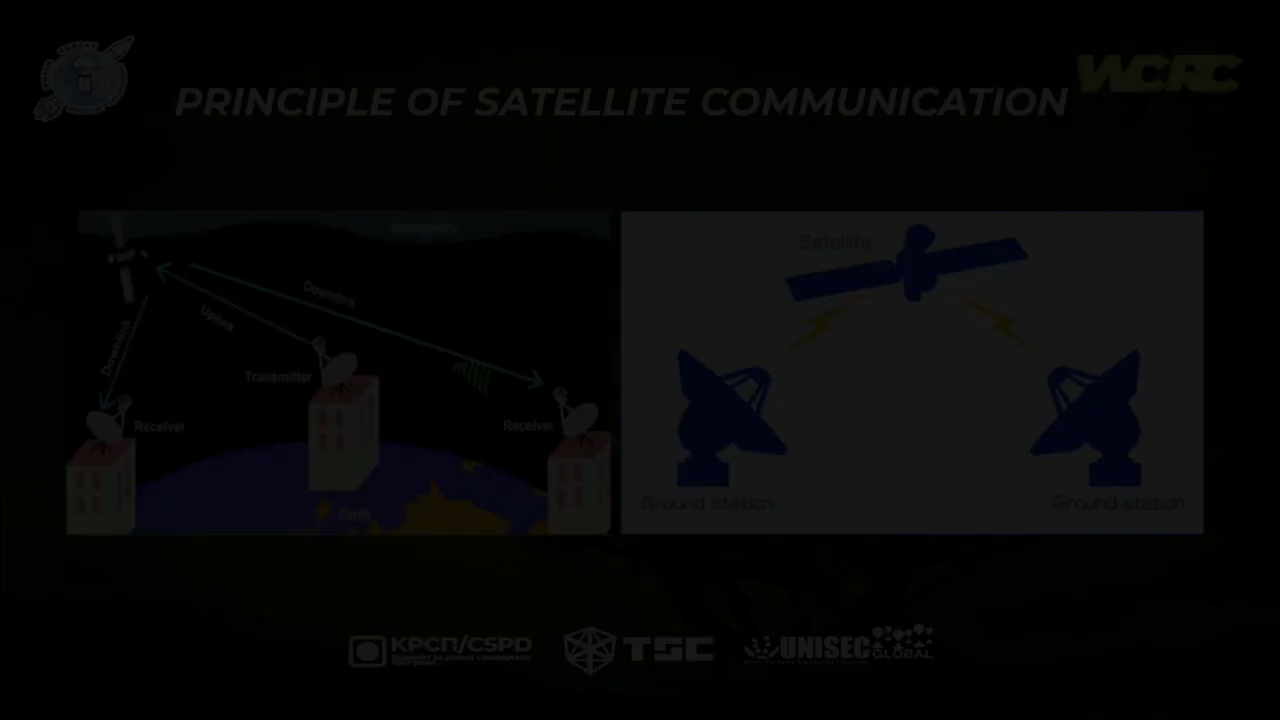 WCRC
PRINCIPLE OF SATELLITE COMMUNICATION
Downlink
Uplink
Downlink
Transmitter
Receiver
Receiver
Earth
Satellite
Ground station
Ground station
КРСП/CSPD
TSC
UNISEC
GLOBAL